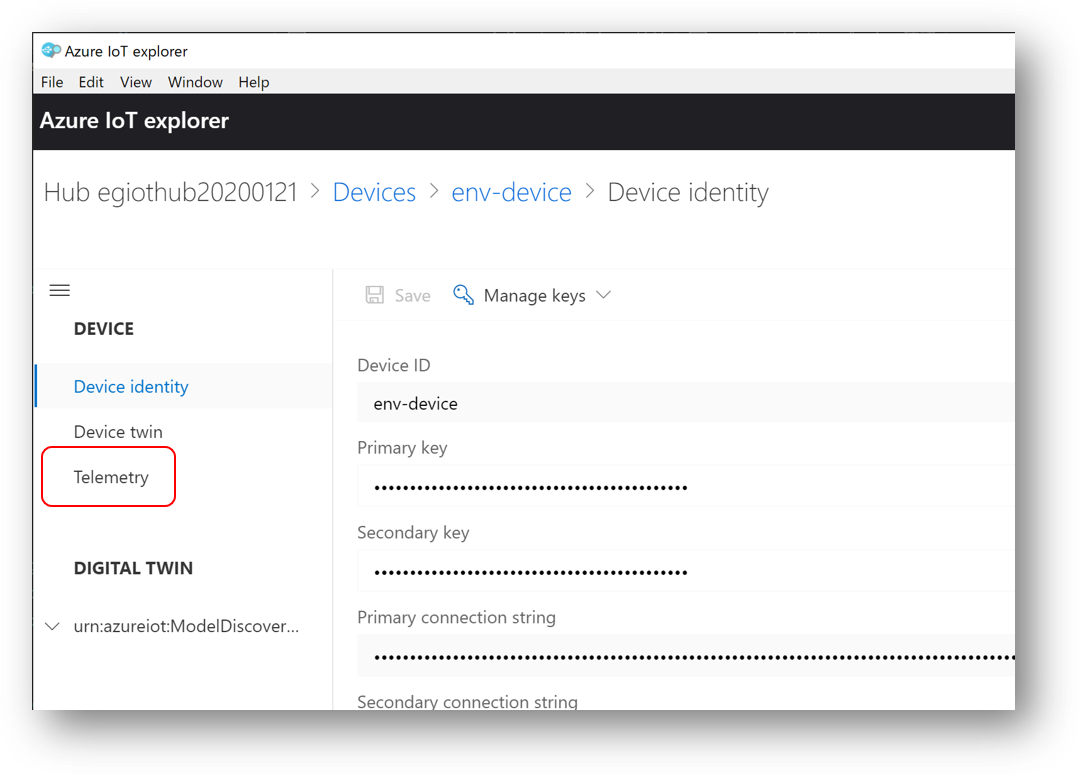 Azure IoT explorer
File Edit View Window Help
Azure IoT explorer
Hub egiothub20200121 > Devices > env-device > Device identity
Save Manage keys
DEVICE
Device identity
Device twin
Telemetry
DIGITAL TWIN
urn:azureiot:ModelDiscover...
Device ID
env-device
Primary key
••••••••••••••••••••••••••••••••••••••••••••
Secondary key
••••••••••••••••••••••••••••••••••••••••••••
Primary connection string
••••••••••••••••••••••••••••••••••••••••••••••••••••••••••••••••••••••••••••••••••••••••••
Secondary connection string